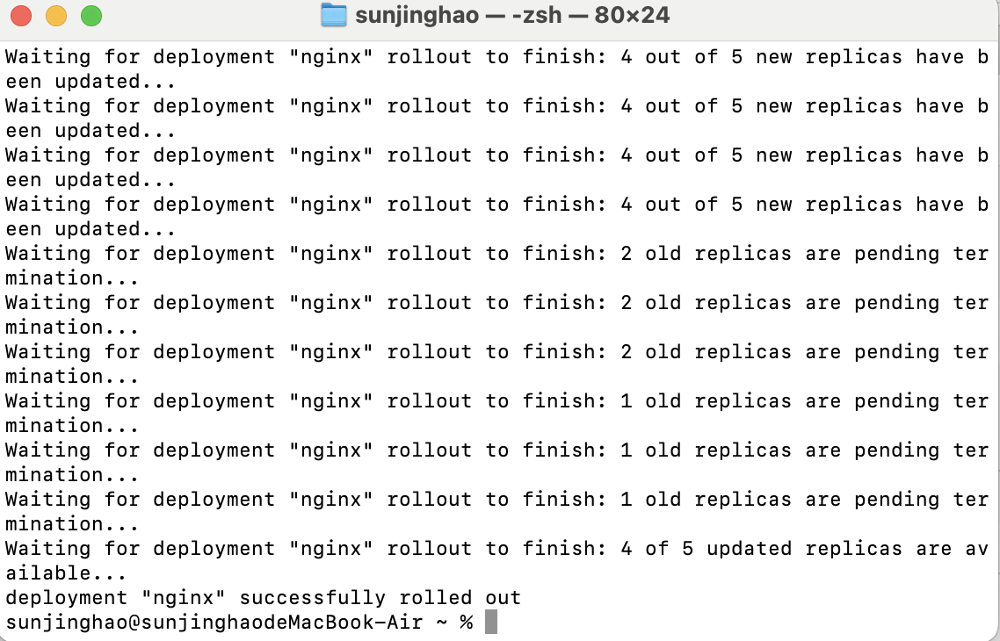 sunjinghao — -zsh — 80×24
Waiting for deployment "nginx" rollout to finish: 4 out of 5 new replicas have b
een updated...
Waiting for deployment "nginx" rollout to finish: 4 out of 5 new replicas have b
een updated...
Waiting for deployment "nginx" rollout to finish: 4 out of 5 new replicas have b
een updated...
Waiting for deployment "nginx" rollout to finish: 4 out of 5 new replicas have b
een updated...
Waiting for deployment "nginx" rollout to finish: 2 old replicas are pending ter
mination...
Waiting for deployment "nginx" rollout to finish: 2 old replicas are pending ter
mination...
Waiting for deployment "nginx" rollout to finish: 2 old replicas are pending ter
mination...
Waiting for deployment "nginx" rollout to finish: 1 old replicas are pending ter
mination...
Waiting for deployment "nginx" rollout to finish: 1 old replicas are pending ter
mination...
Waiting for deployment "nginx" rollout to finish: 1 old replicas are pending ter
mination...
Waiting for deployment "nginx" rollout to finish: 4 of 5 updated replicas are av
ailable...
deployment "nginx" successfully rolled out
sunjinghao@sunjinghaodeMacBook-Air ~ %